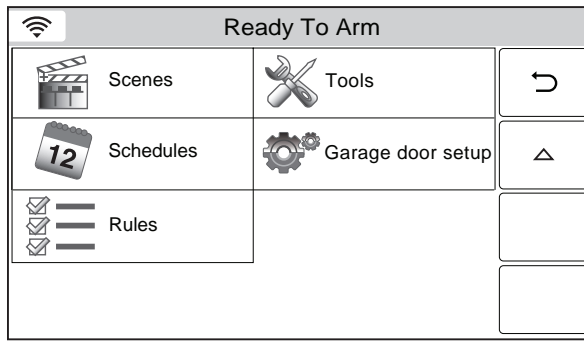 Ready To Arm
Scenes
Tools
12
Schedules
Garage door setup
Rules